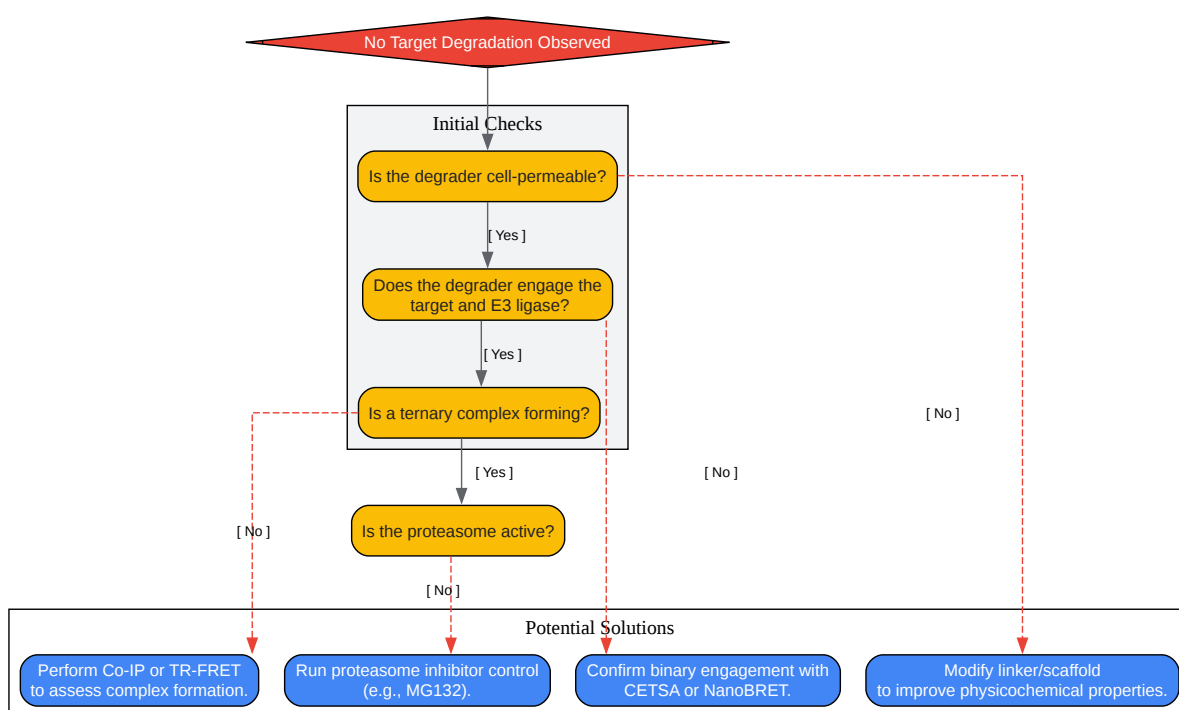 No Target Degradation Observed
Initial Checks
Is the degrader cell-permeable?
[ Yes ]
Does the degrader engage the
target and E3 ligase?
[ Yes ]
Is a ternary complex forming?
[ No ]
[ Yes ]
[ No ]
Is the proteasome active?
[ No ]
[ No ]
Potential Solutions
Perform Co-IP or TR-FRET
to assess complex formation.
Run proteasome inhibitor control
(e.g., MG132).
Confirm binary engagement with
CETSA or NanoBRET.
Modify linker/scaffold
to improve physicochemical properties.